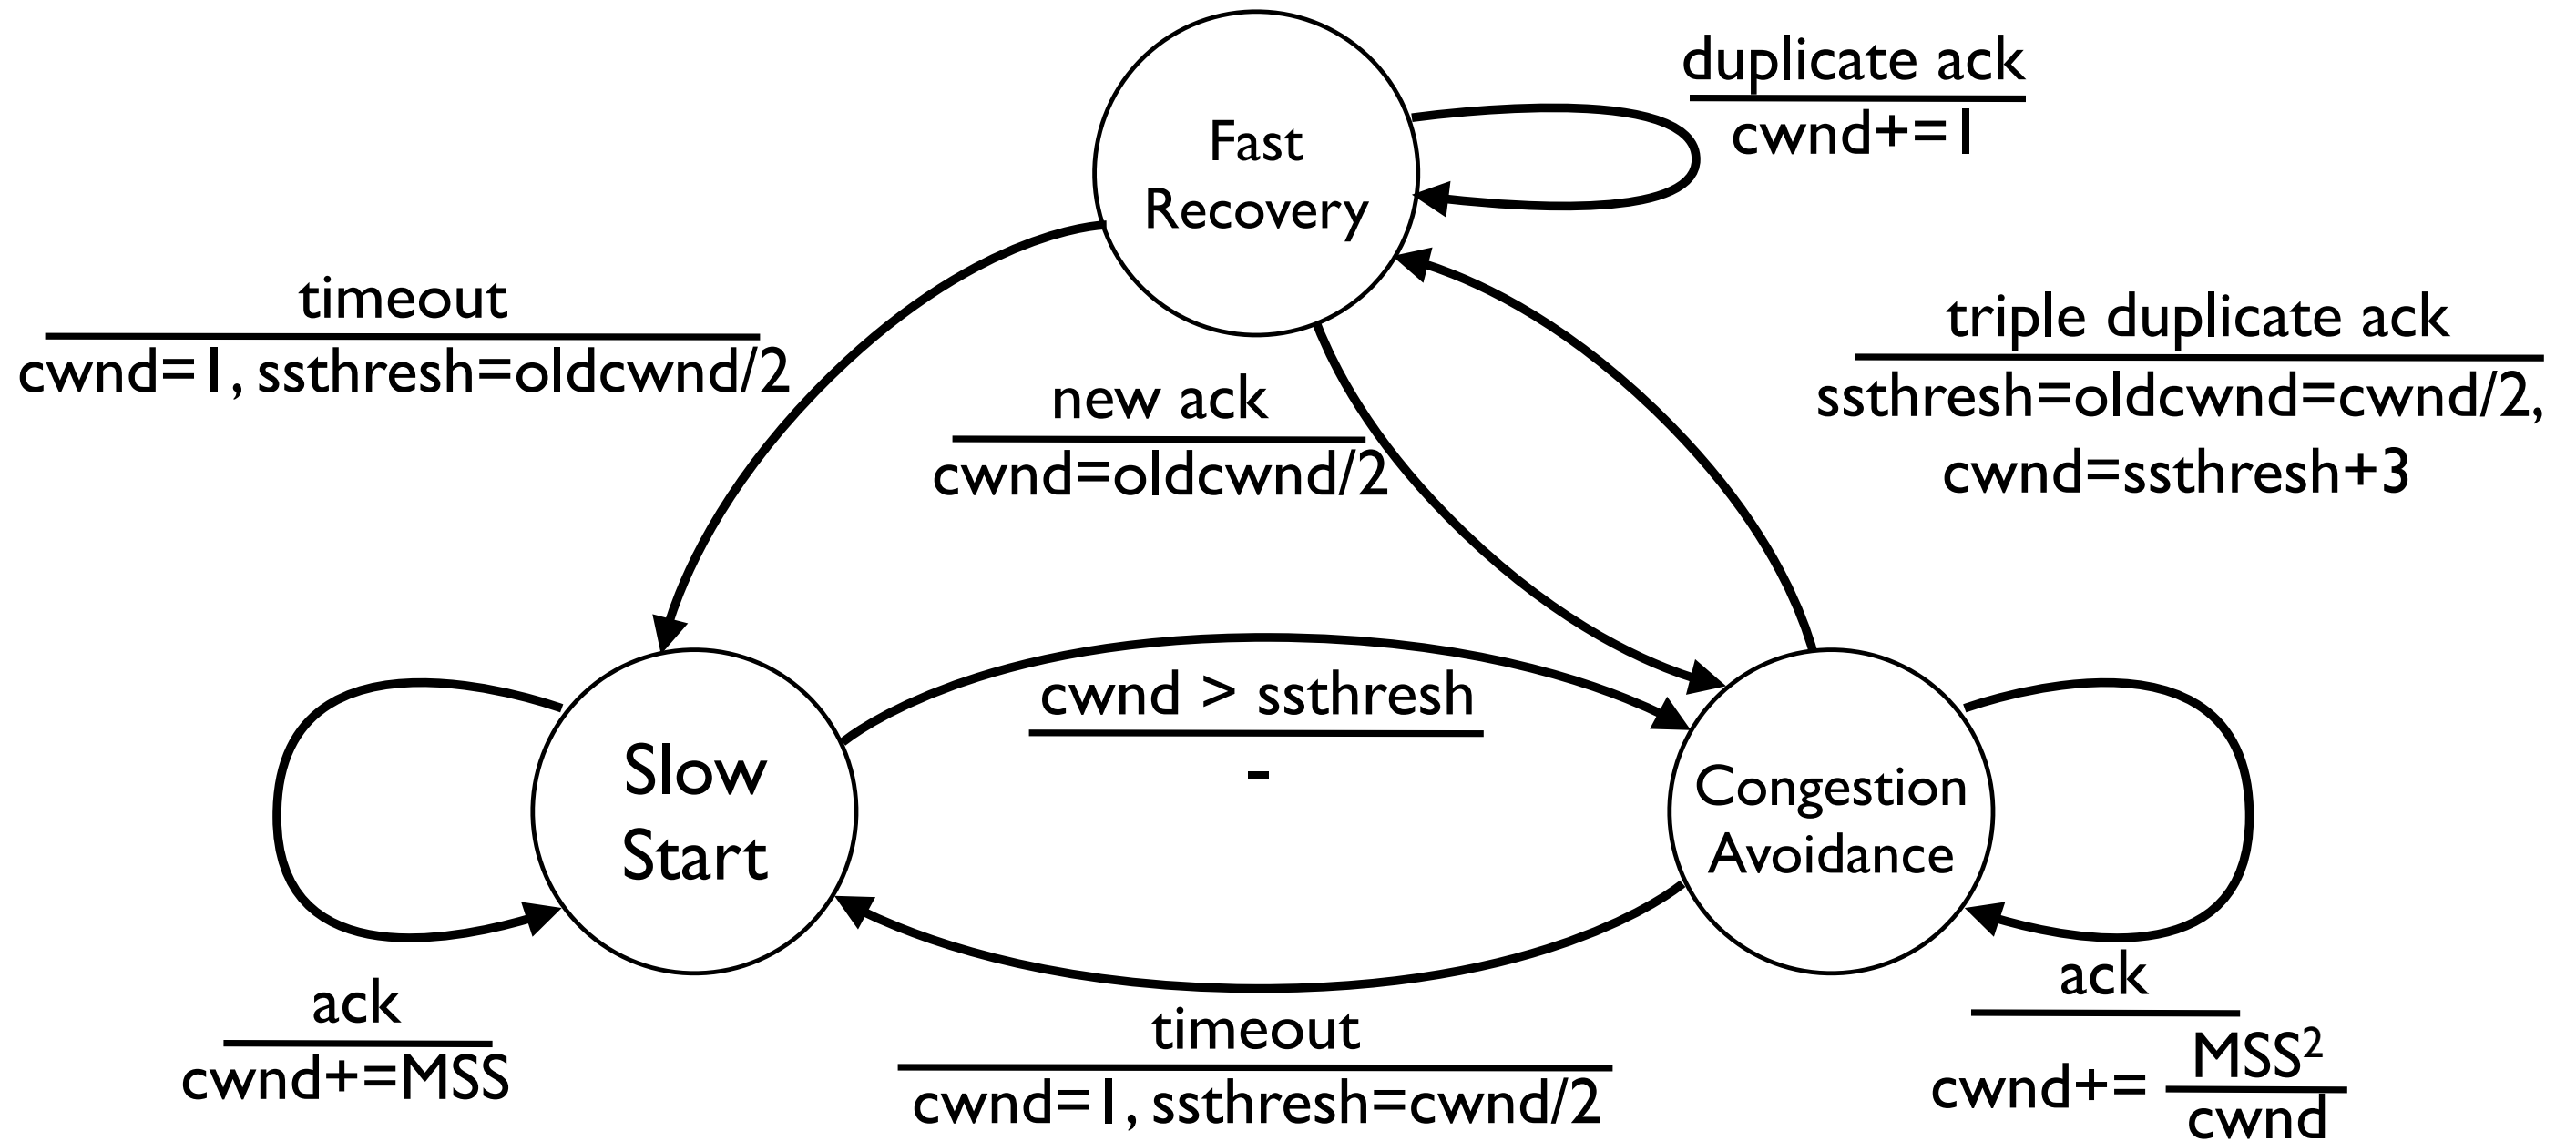 duplicate ack
cwnd+=1
Fast
Recovery
timeout
cwnd=1, ssthresh=oldcwnd/2
triple duplicate ack
ssthresh=oldcwnd=cwnd/2,
cwnd=ssthresh+3
new ack
cwnd=oldcwnd/2
cwnd > ssthresh
-
Slow
Start
Congestion
Avoidance
ack
cwnd+=MSS
timeout
cwnd=1, ssthresh=cwnd/2
ack
cwnd+= MSS²
cwnd